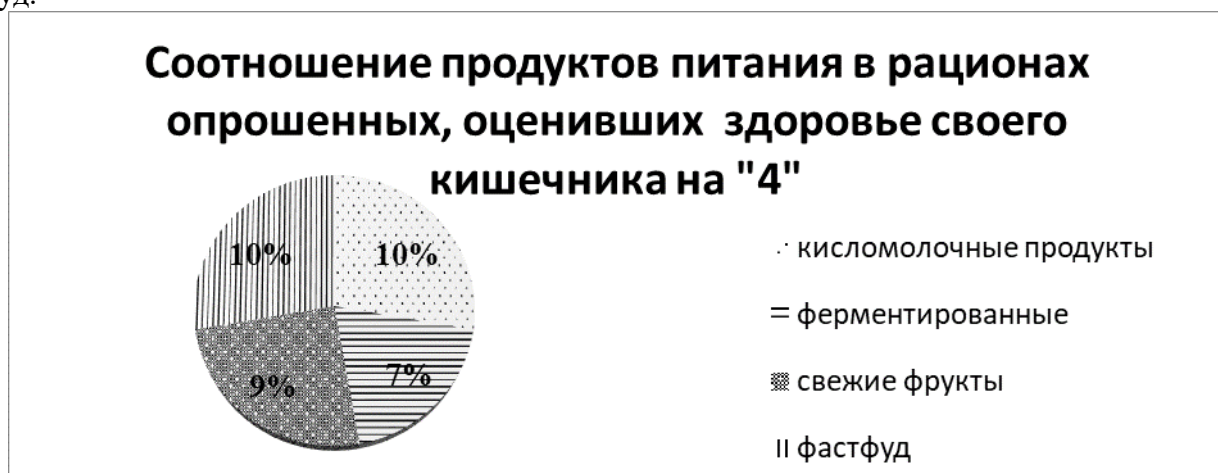 Соотношение продуктов питания в рационах
опрошенных, оценивших здоровье своего
кишечника на "4"
10%
10%
9%
7%
кисломолочные продукты
ферментированные
свежие фрукты
фастфуд